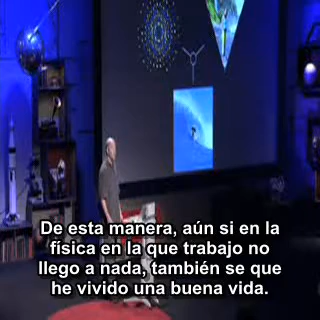 De esta manera, aún si en la
física en la que trabajo no
llego a nada, también se que
he vivido una buena vida.